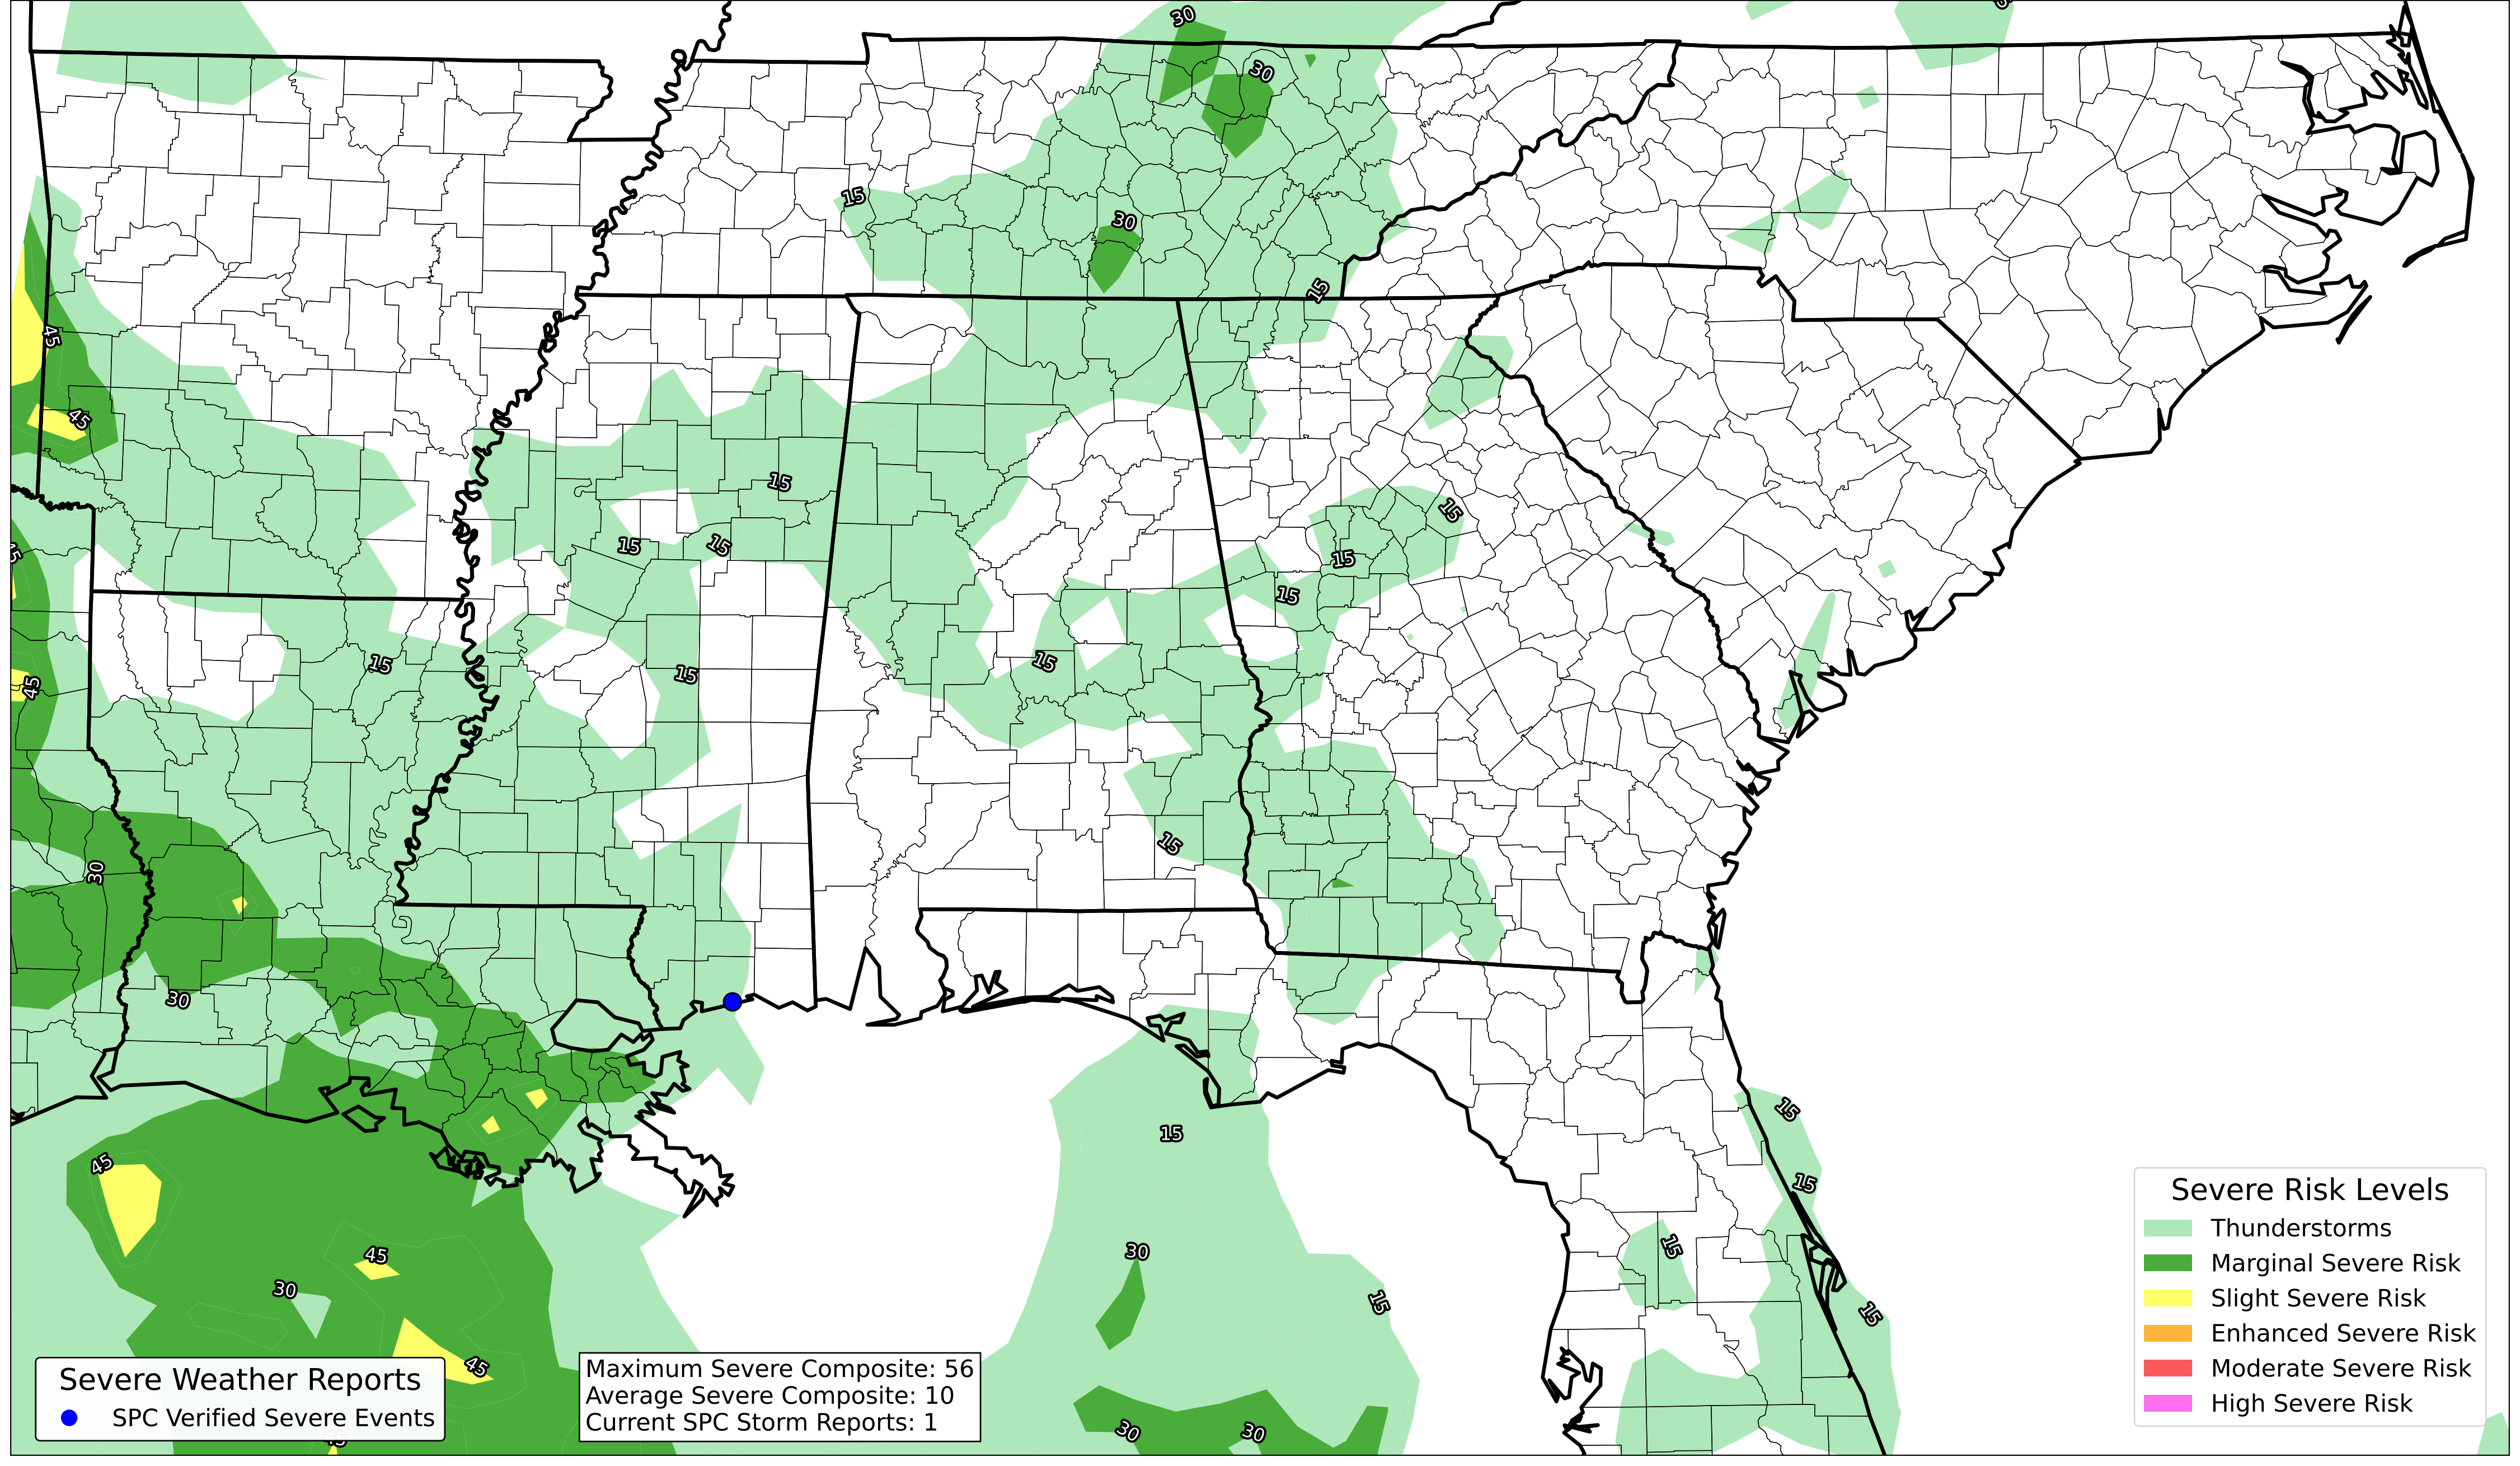 30
30
15
30
15
45
45
15
15
15
15
15
15
15
45
15
15
15
30
15
30
15
15
45
15
30
45
15
30
15
15
45
30
30
Severe Weather Reports
SPC Verified Severe Events
Maximum Severe Composite: 56
Average Severe Composite: 10
Current SPC Storm Reports: 1
Severe Risk Levels
Thunderstorms
Marginal Severe Risk
Slight Severe Risk
Enhanced Severe Risk
Moderate Severe Risk
High Severe Risk